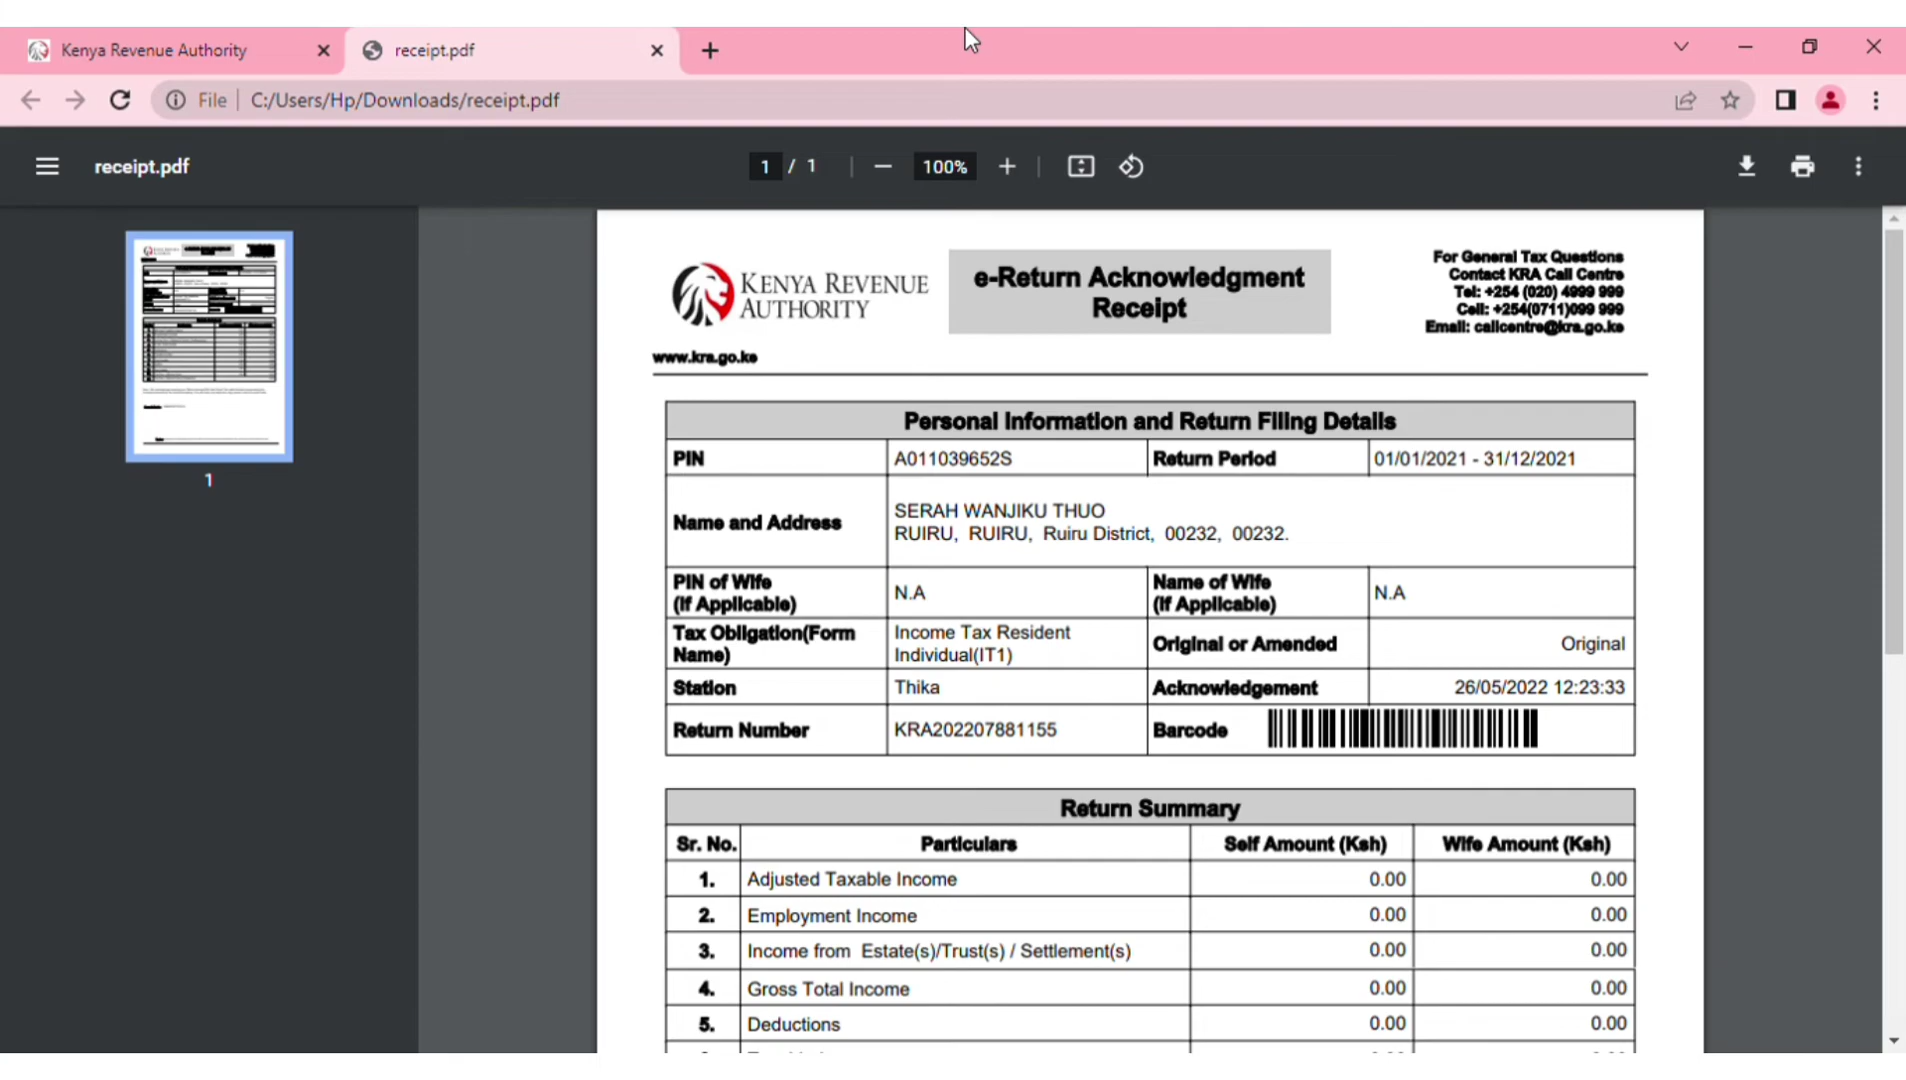 Kenya Revenue Authority
receipt.pdf
File
C:/Users/Hp/Downloads/receipt.pdf
receipt.pdf
1 / 1
100%
1
KENYA REVENUE
AUTHORITY
www.kra.go.ke
e-Return Acknowledgment
Receipt
For General Tax Questions
Contact KRA Call Centre
Tel: +254 (020) 4999 999
Cell: +254(0711)099 999
Email: callcentre@kra.go.ke
Personal Information and Return Filing Details
PIN A011039652S Return Period 01/01/2021 - 31/12/2021
Name and Address
SERAH WANJIKU THUO
RUIRU, RUIRU, Ruiru District, 00232, 00232.
PIN of Wife
(If Applicable)
N.A
Name of Wife
(If Applicable)
N.A
Tax Obligation(Form
Name)
Income Tax Resident
Individual(IT1)
Original or Amended Original
Station Thika Acknowledgement 26/05/2022 12:23:33
Return Number KRA202207881155 Barcode
Return Summary
Sr. No. Particulars Self Amount (Ksh) Wife Amount (Ksh)
1. Adjusted Taxable Income 0.00 0.00
2. Employment Income 0.00 0.00
3. Income from Estate(s)/Trust(s) / Settlement(s) 0.00 0.00
4. Gross Total Income 0.00 0.00
5. Deductions 0.00 0.00